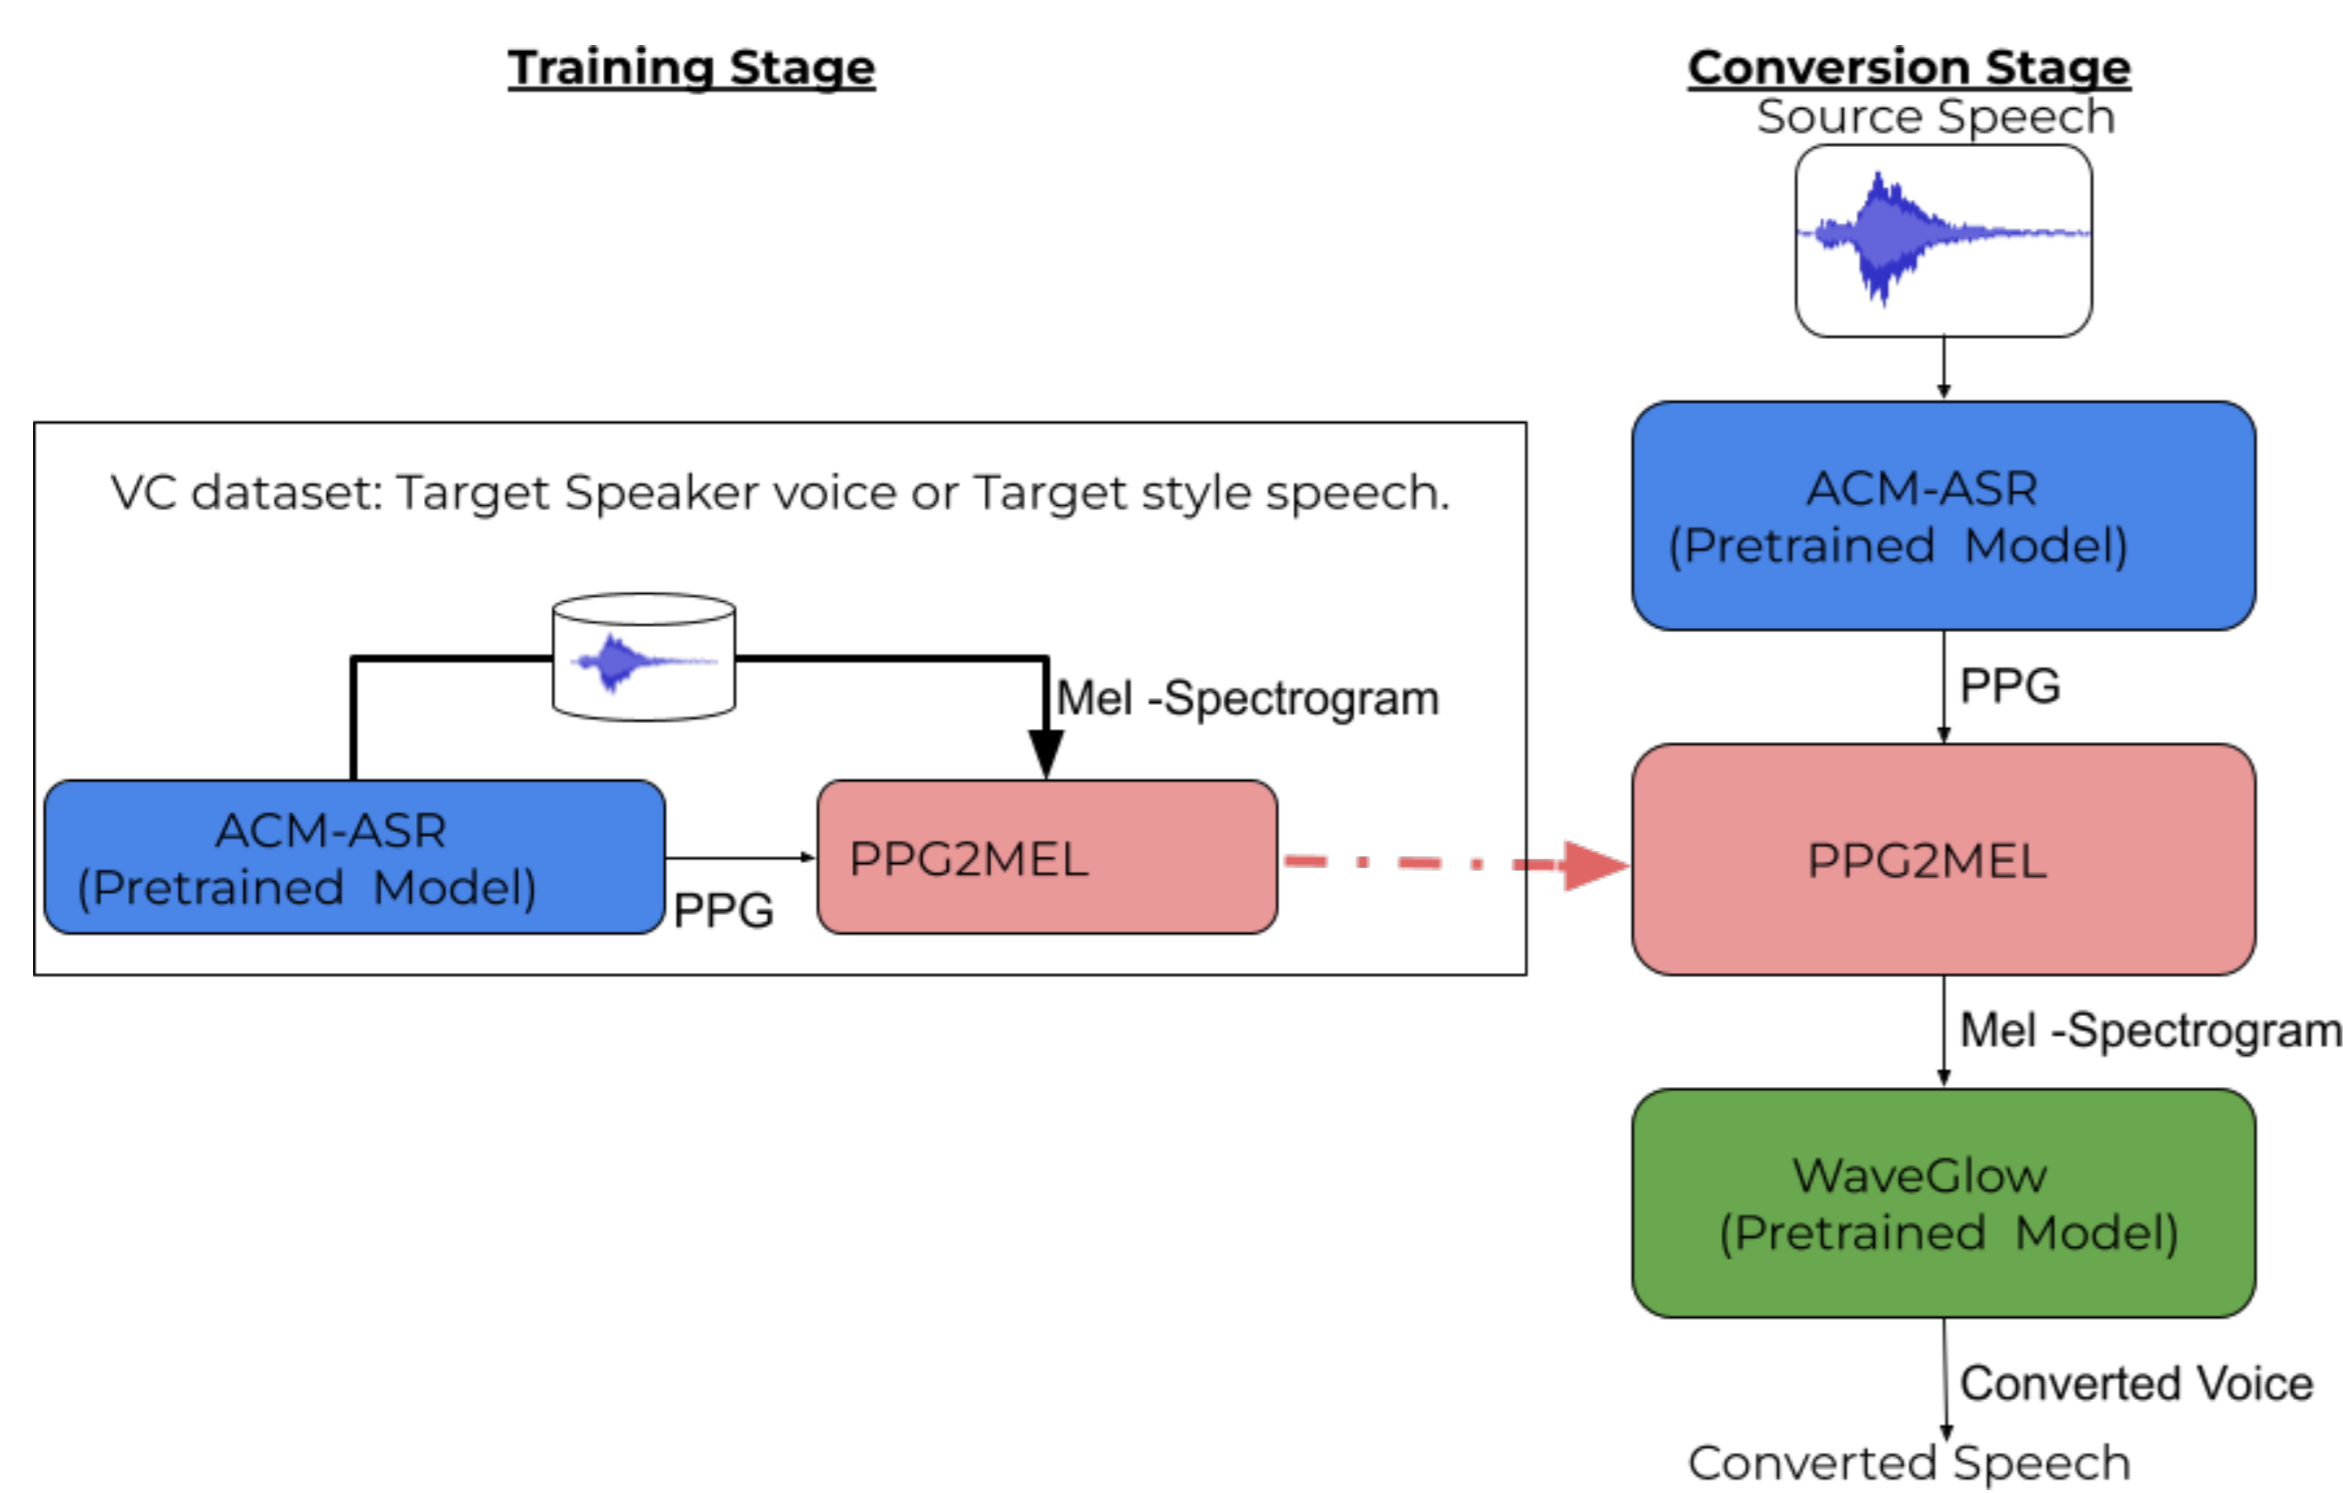 Training Stage
VC dataset: Target Speaker voice or Target style speech.
Mel -Spectrogram
ACM-ASR
(Pretrained Model)
PPG
PPG2MEL
Conversion Stage
Source Speech
ACM-ASR
(Pretrained Model)
PPG
PPG2MEL
Mel -Spectrogram
WaveGlow
(Pretrained Model)
Converted Voice
Converted Speech